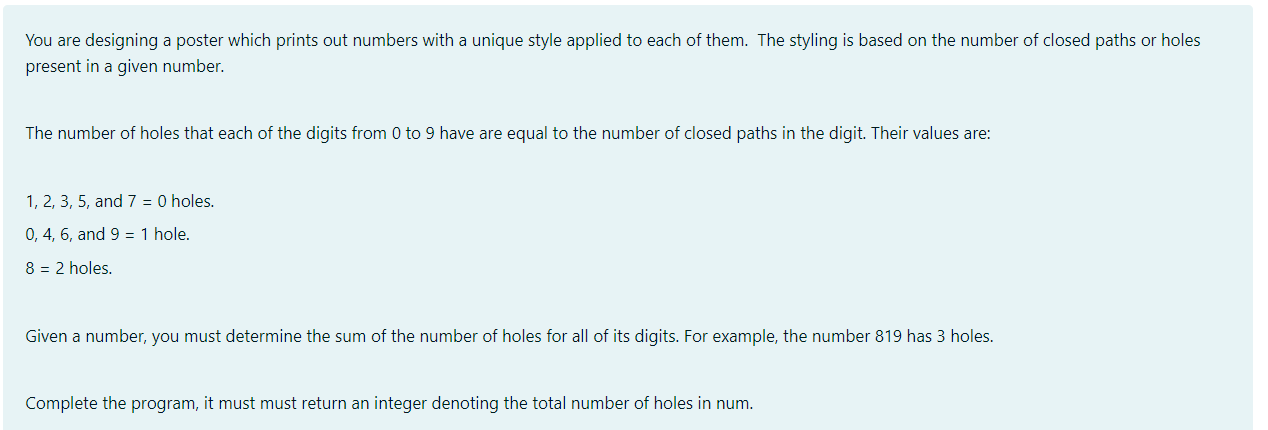 You are designing a poster which prints out numbers with a unique style applied to each of them.  The styling is based on the number of closed paths or holes
present in a given number.
The number of holes that each of the digits from 0 to 9 have are equal to the number of closed paths in the digit. Their values are:
1, 2, 3, 5, and 7 = 0 holes.
0, 4, 6, and 9 = 1 hole.
8 = 2 holes.
Given a number, you must determine the sum of the number of holes for all of its digits. For example, the number 819 has 3 holes.
Complete the program, it must must return an integer denoting the total number of holes in num.